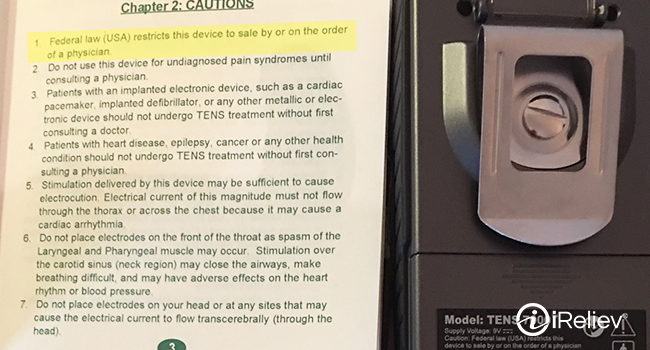 Chapter 2: CAUTIONS
1. Federal law (USA) restricts this device to sale by or on the order
of a physician.
2. Do not use this device for undiagnosed pain syndromes until
consulting a physician.
3. Patients with an implanted electronic device, such as a cardiac
pacemaker, implanted defibrillator, or any other metallic or elec-
tronic device should not undergo TENS treatment without first
consulting a doctor.
4. Patients with heart disease, epilepsy, cancer or any other health
condition should not undergo TENS treatment without first con-
sulting a physician.
5. Stimulation delivered by this device may be sufficient to cause
electrocution. Electrical current of this magnitude must not flow
through the thorax or across the chest because it may cause a
cardiac arrhythmia.
6. Do not place electrodes on the front of the throat as spasm of the
Laryngeal and Pharyngeal muscle may occur. Stimulation over
the carotid sinus (neck region) may close the airways, make
breathing difficult, and may have adverse effects on the heart
rhythm or blood pressure.
7. Do not place electrodes on your head or at any sites that may
cause the electrical current to flow transcerebrally (through the
head).
3
Model: TENS
Supply Voltage: 9V
Caution: Federal law (USA) restricts this
device to sale by or on the order of a physician
iReliev